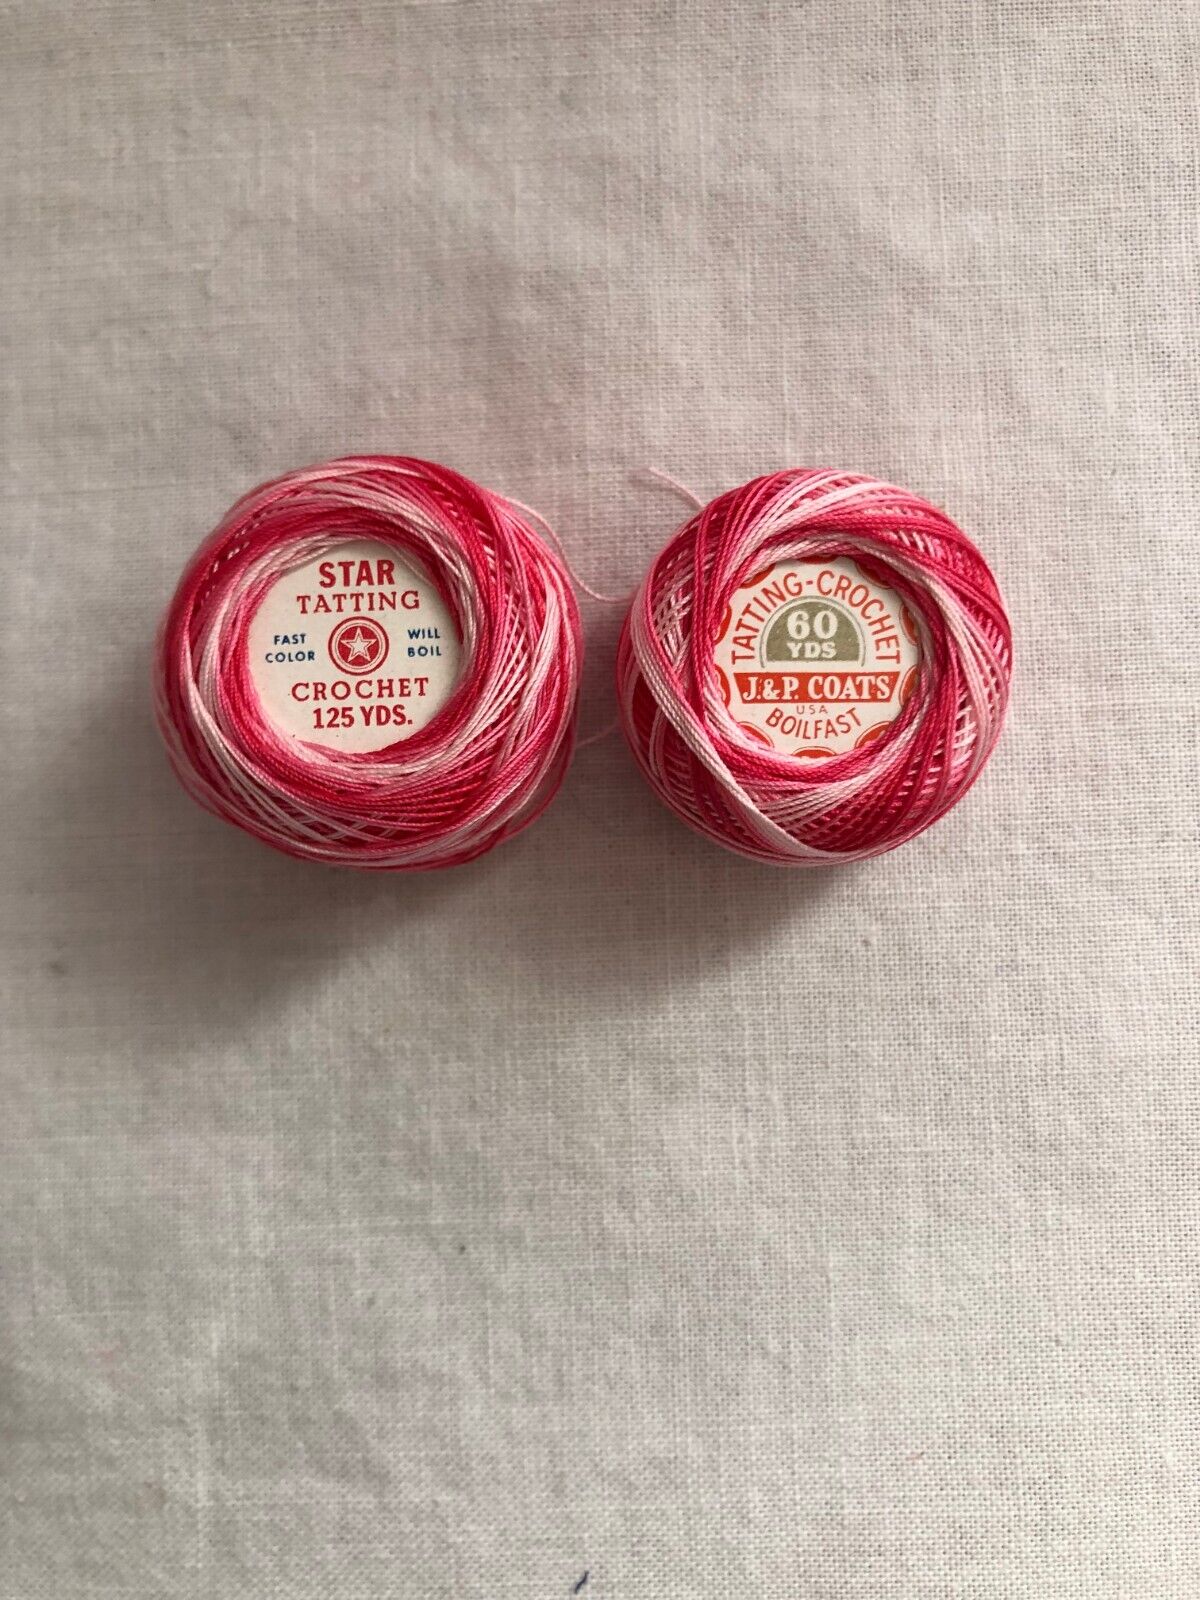 STAR
TATTING
FAST COLOR
WILL BOIL
CROCHET
125 YDS.
TATTING-CROCHET
60
YDS
J.&P. COATS
USA
BOILFAST